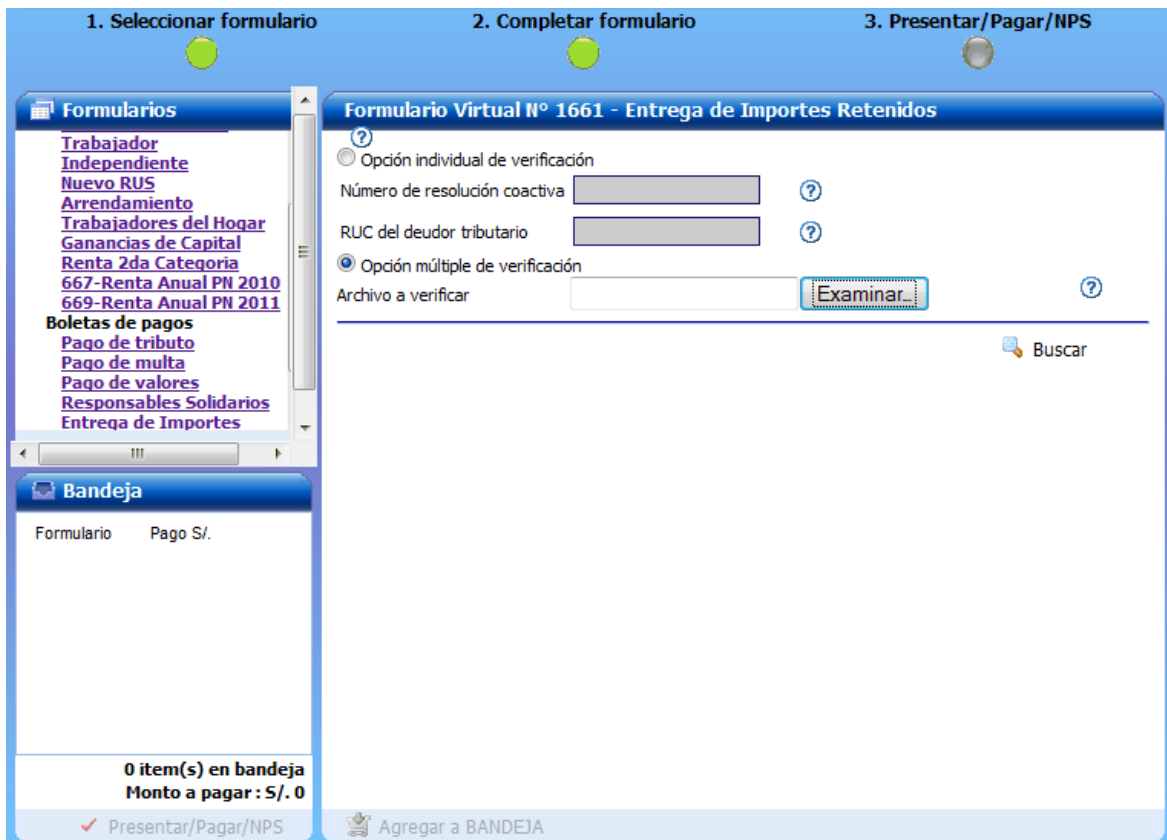 1. Seleccionar formulario
2. Completar formulario
3. Presentar/Pagar/NPS
Formularios
Trabajador
Independiente
Nuevo RUS
Arrendamiento
Trabajadores del Hogar
Ganancias de Capital
Renta 2da Categoria
667-Renta Anual PN 2010
669-Renta Anual PN 2011
Boletas de pagos
Pago de tributo
Pago de multa
Pago de valores
Responsables Solidarios
Entrega de Importes
Bandeja
Formulario Pago S/.
0 item(s) en bandeja
Monto a pagar : S/. 0
Presentar/Pagar/NPS
Formulario Virtual Nº 1661 - Entrega de Importes Retenidos
?
Opción individual de verificación
Número de resolución coactiva ?
RUC del deudor tributario ?
Opción múltiple de verificación
Archivo a verificar Examinar... ?
Buscar
Agregar a BANDEJA